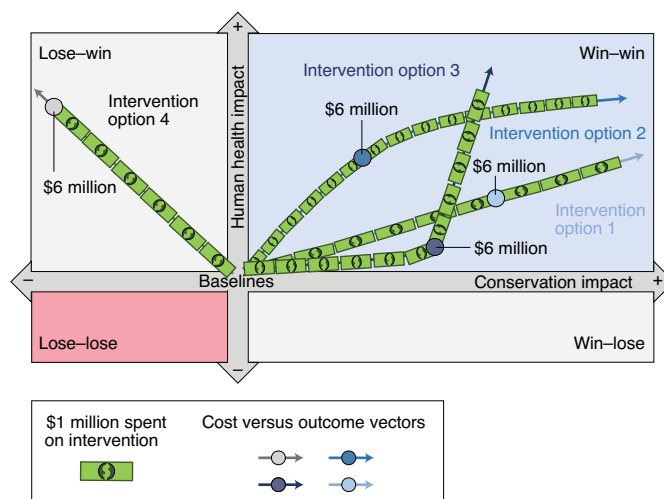 Lose–win
Win–win
Human health impact
+
Intervention option 3
Intervention
option 4
$6 million
Intervention option 2
$6 million
$6 million
$6 million
Intervention
option 1
$6 million
–
Baselines
Conservation impact
+
Lose–lose
Win–lose
–
$1 million spent
on intervention
Cost versus outcome vectors